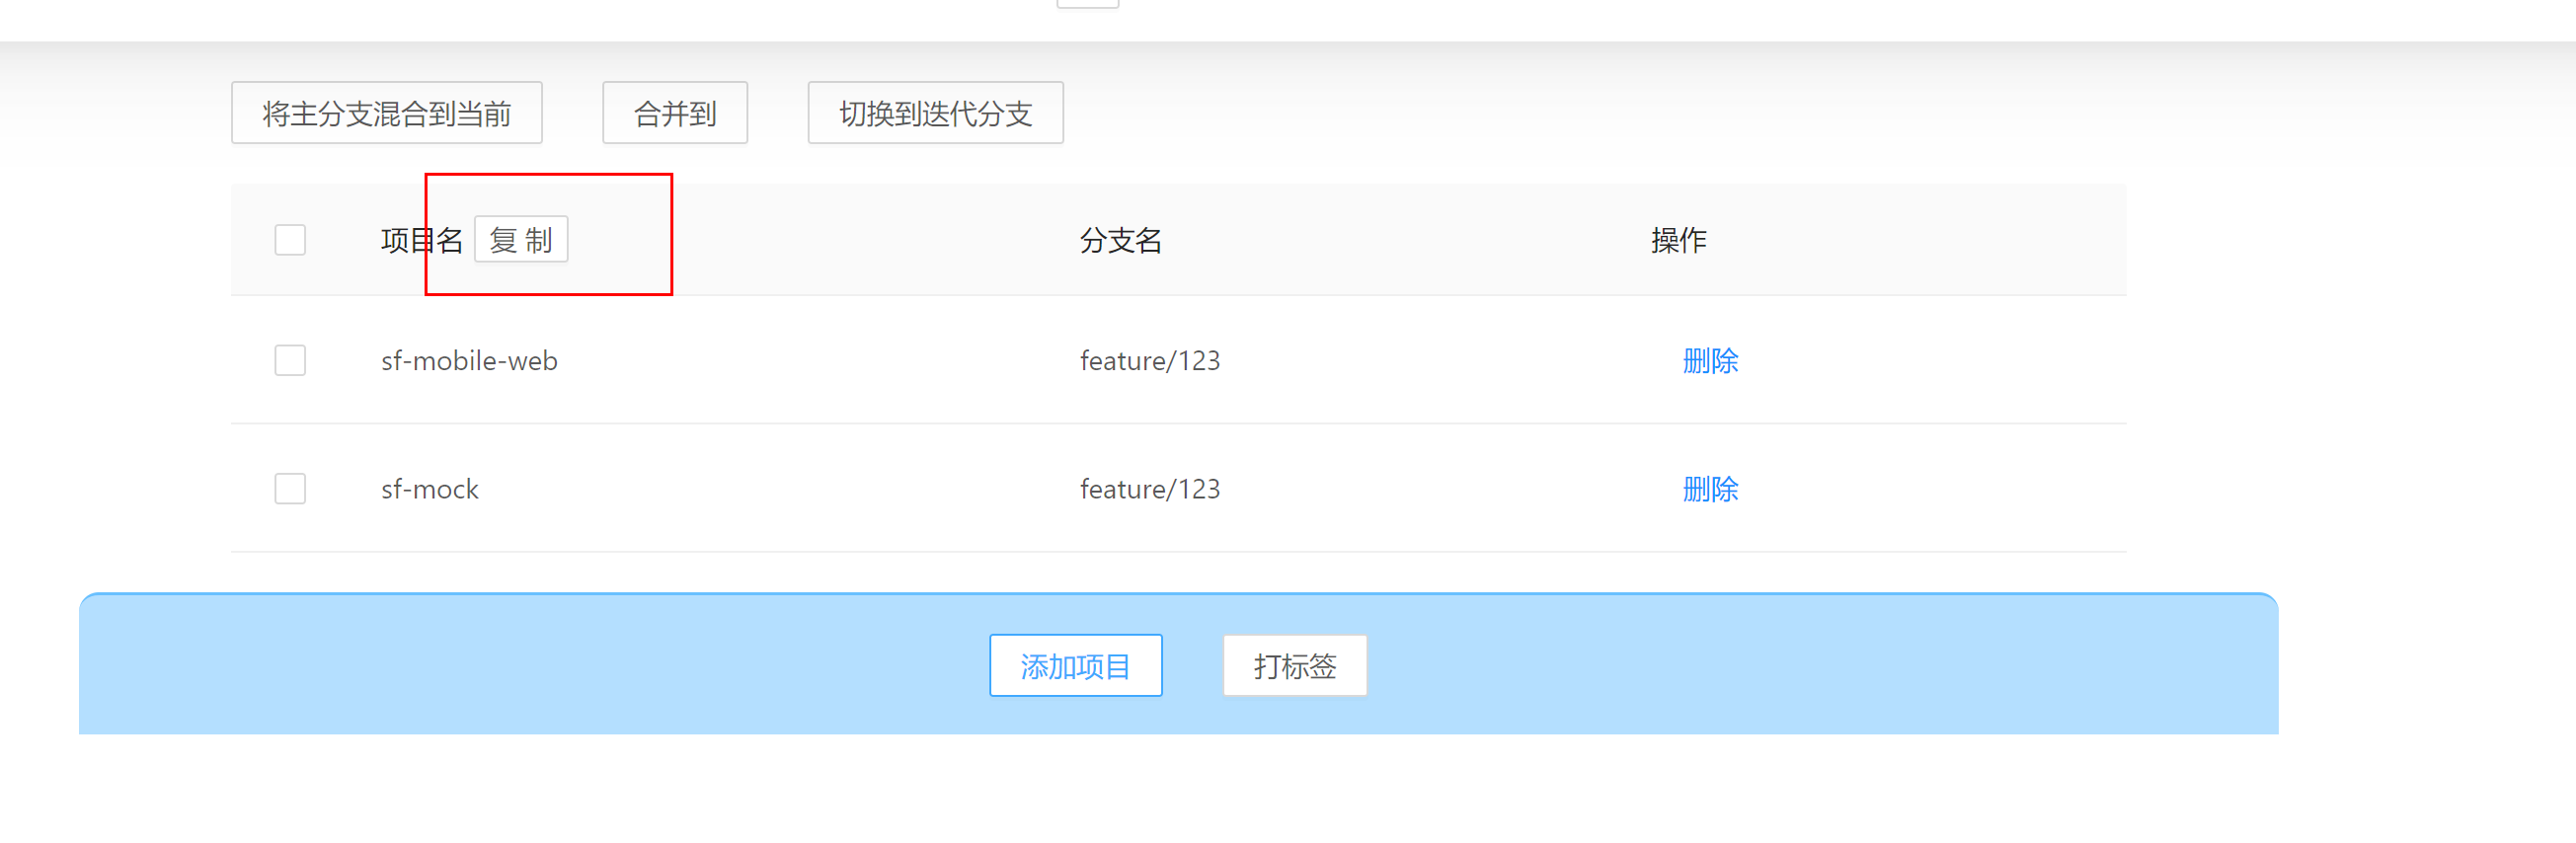 将主分支混合到当前 合并到 切换到迭代分支
项目名 复制 分支名 操作
sf-mobile-web feature/123 删除
sf-mock feature/123 删除
添加项目 打标签